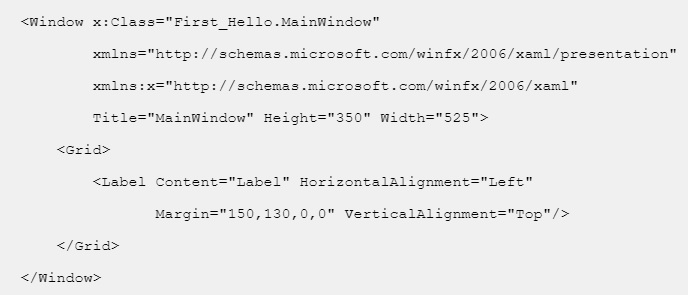 <Window x:Class="First_Hello.MainWindow"
xmlns="http://schemas.microsoft.com/winfx/2006/xaml/presentation"
xmlns:x="http://schemas.microsoft.com/winfx/2006/xaml"
Title="MainWindow" Height="350" Width="525">
<Grid>
<Label Content="Label" HorizontalAlignment="Left"
Margin="150,130,0,0" VerticalAlignment="Top"/>
</Grid>
</Window>